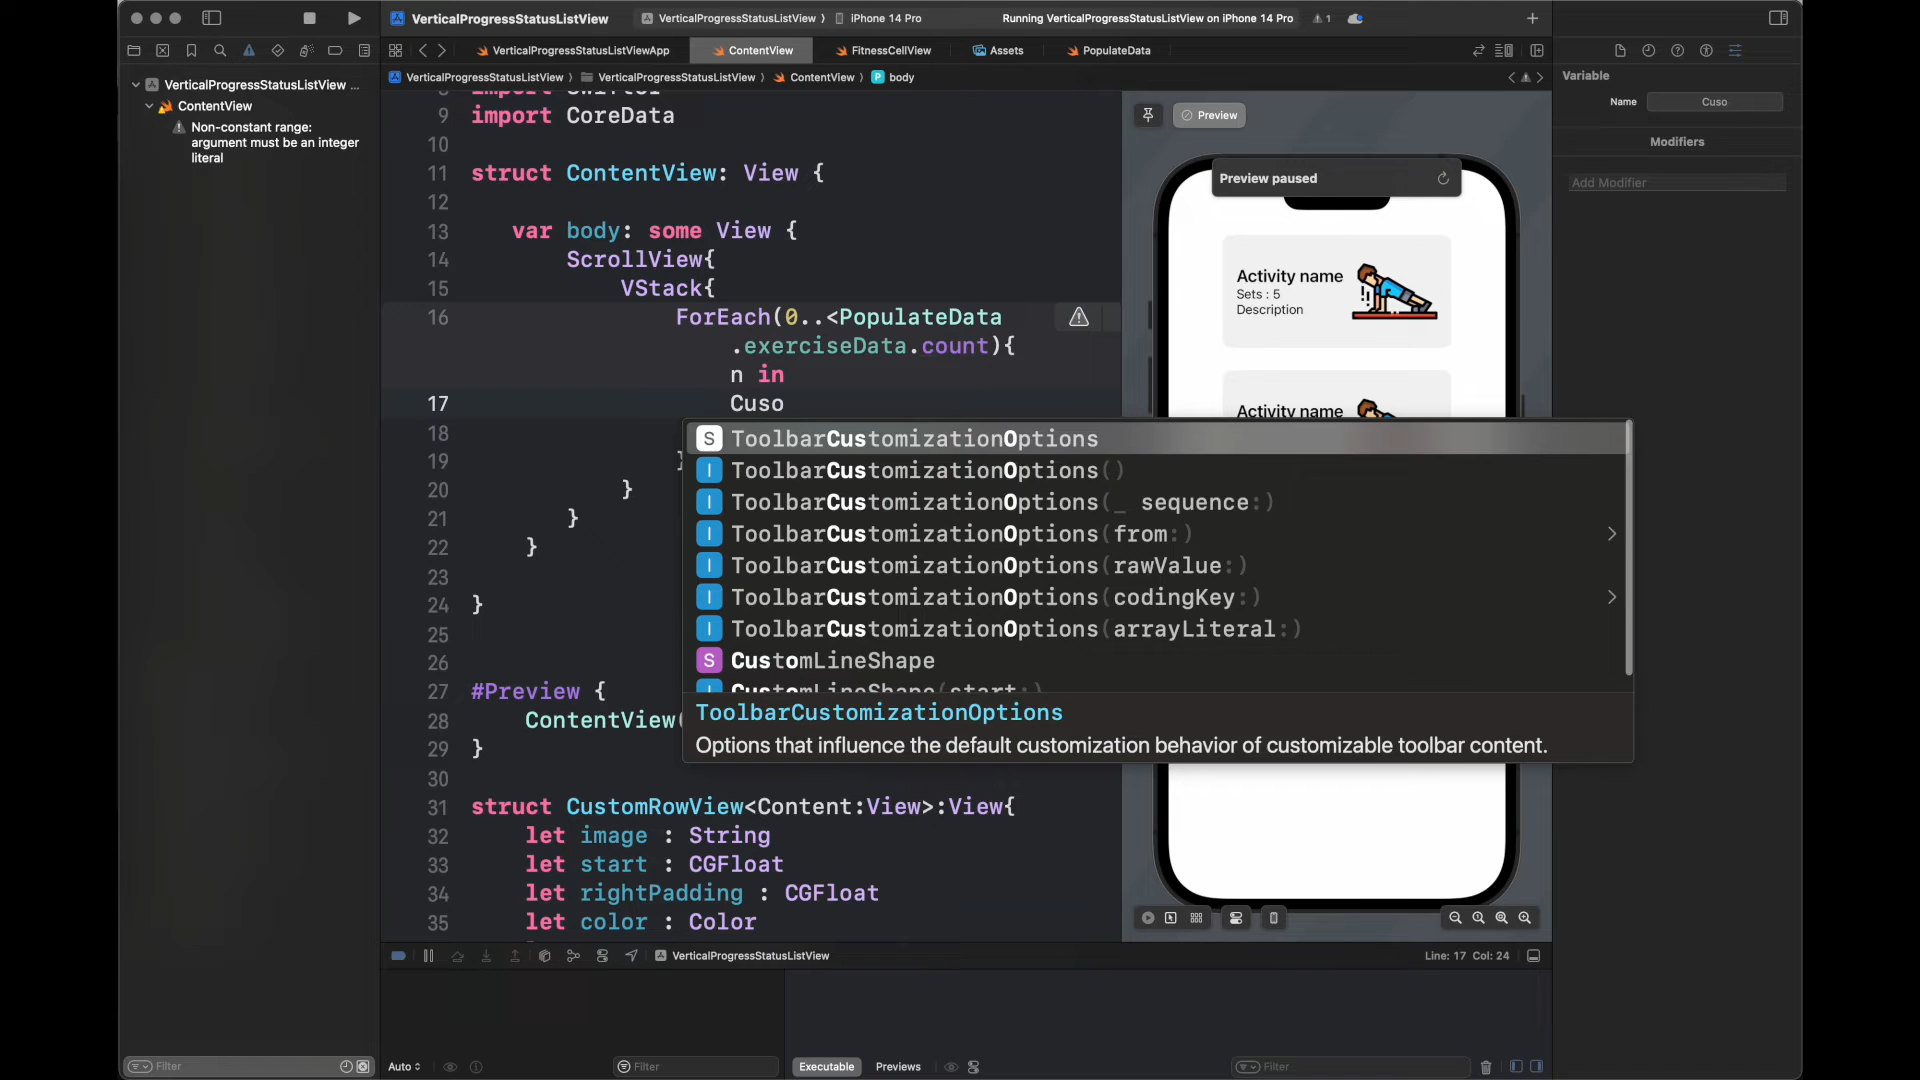 VerticalProgressStatusListView
VerticalProgressStatusListView
iPhone 14 Pro
Running VerticalProgressStatusListView on iPhone 14 Pro
1
VerticalProgressStatusListViewApp
ContentView
FitnessCellView
Assets
PopulateData
VerticalProgressStatusListView
VerticalProgressStatusListView
ContentView
body
VerticalProgressStatusListView ...
ContentView
Non-constant range:
argument must be an integer
literal
Variable
Name
Cuso
Modifiers
Add Modifier
8 import SwiftUI
9 import CoreData
10
11 struct ContentView: View {
12
13 var body: some View {
14 ScrollView{
15 VStack{
16 ForEach(0..<PopulateData
.exerciseData.count){
n in
17 Cuso
18
19 }
20 }
21 }
22 }
23
24 }
25
26
27 #Preview {
28 ContentView(
29 }
30
31 struct CustomRowView<Content:View>:View{
32 let image : String
33 let start : CGFloat
34 let rightPadding : CGFloat
35 let color : Color
S ToolbarCustomizationOptions
I ToolbarCustomizationOptions()
I ToolbarCustomizationOptions(_ sequence:)
I ToolbarCustomizationOptions(from:)
I ToolbarCustomizationOptions(rawValue:)
I ToolbarCustomizationOptions(codingKey:)
I ToolbarCustomizationOptions(arrayLiteral:)
S CustomLineShape
I CustomLineShape(start:)
ToolbarCustomizationOptions
Options that influence the default customization behavior of customizable toolbar content.
Preview
Preview paused
Activity name
Sets : 5
Description
Activity name
VerticalProgressStatusListView
Line: 17 Col: 24
Filter
Auto
Filter
Executable
Previews
Filter